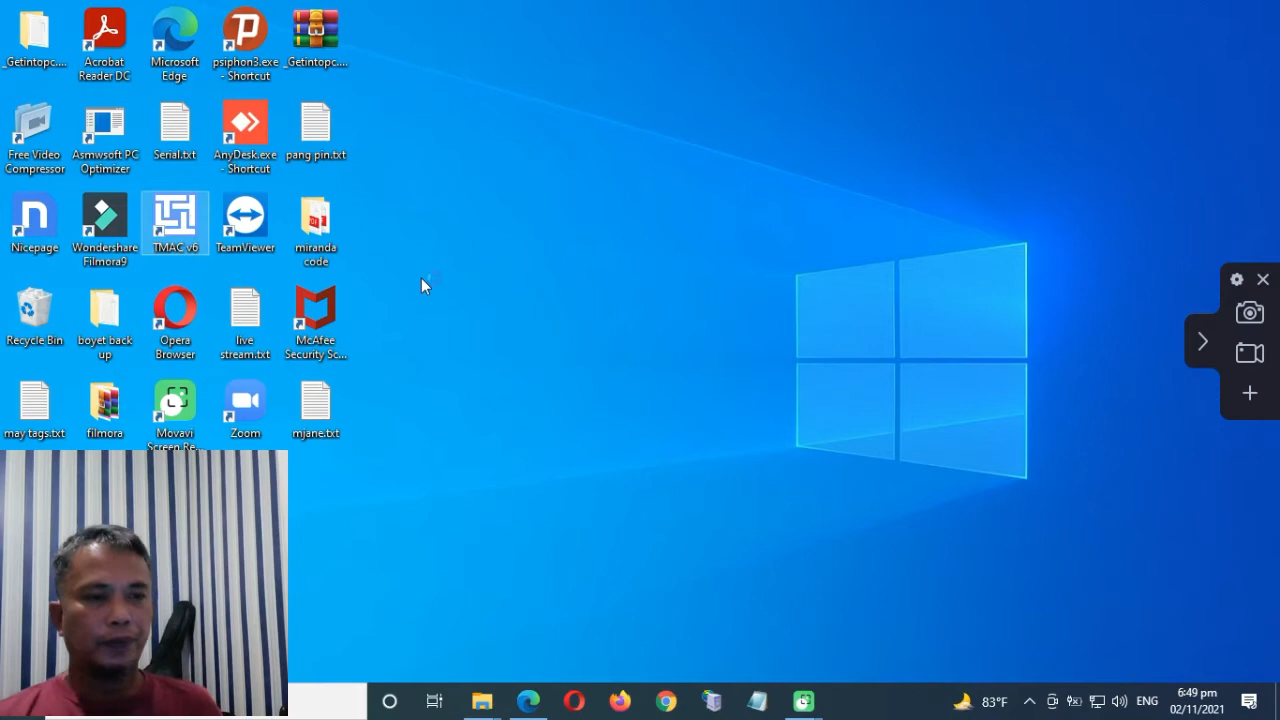 _Getintopc....
Acrobat
Reader DC
Microsoft
Edge
psiphon3.exe
- Shortcut
_Getintopc....
Free Video
Compressor
Asmwsoft PC
Optimizer
Serial.txt
AnyDesk.exe
- Shortcut
pang pin.txt
Nicepage
Wondershare
Filmora9
TMAC v6
TeamViewer
miranda
code
Recycle Bin
boyet back
up
Opera
Browser
live
stream.txt
McAfee
Security Sc...
may tags.txt
filmora
Movavi
Screen Re...
Zoom
mjane.txt
83°F
ENG
6:49 pm
02/11/2021